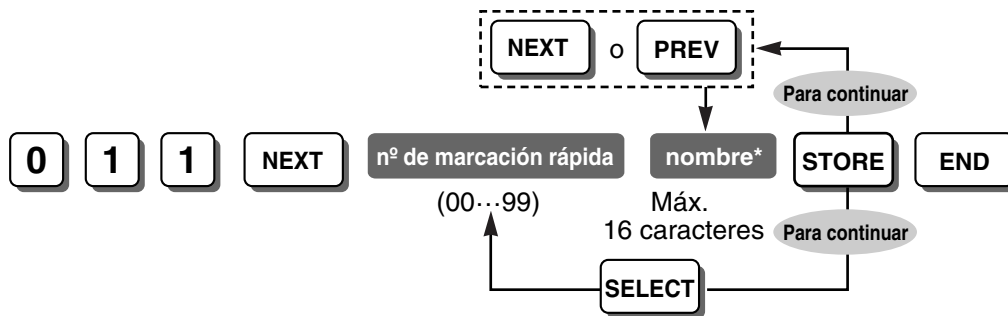 NEXT o PREV
Para continuar
0 1 1 NEXT nº de marcación rápida nombre* STORE END
(00···99) Máx.
16 caracteres Para continuar
SELECT